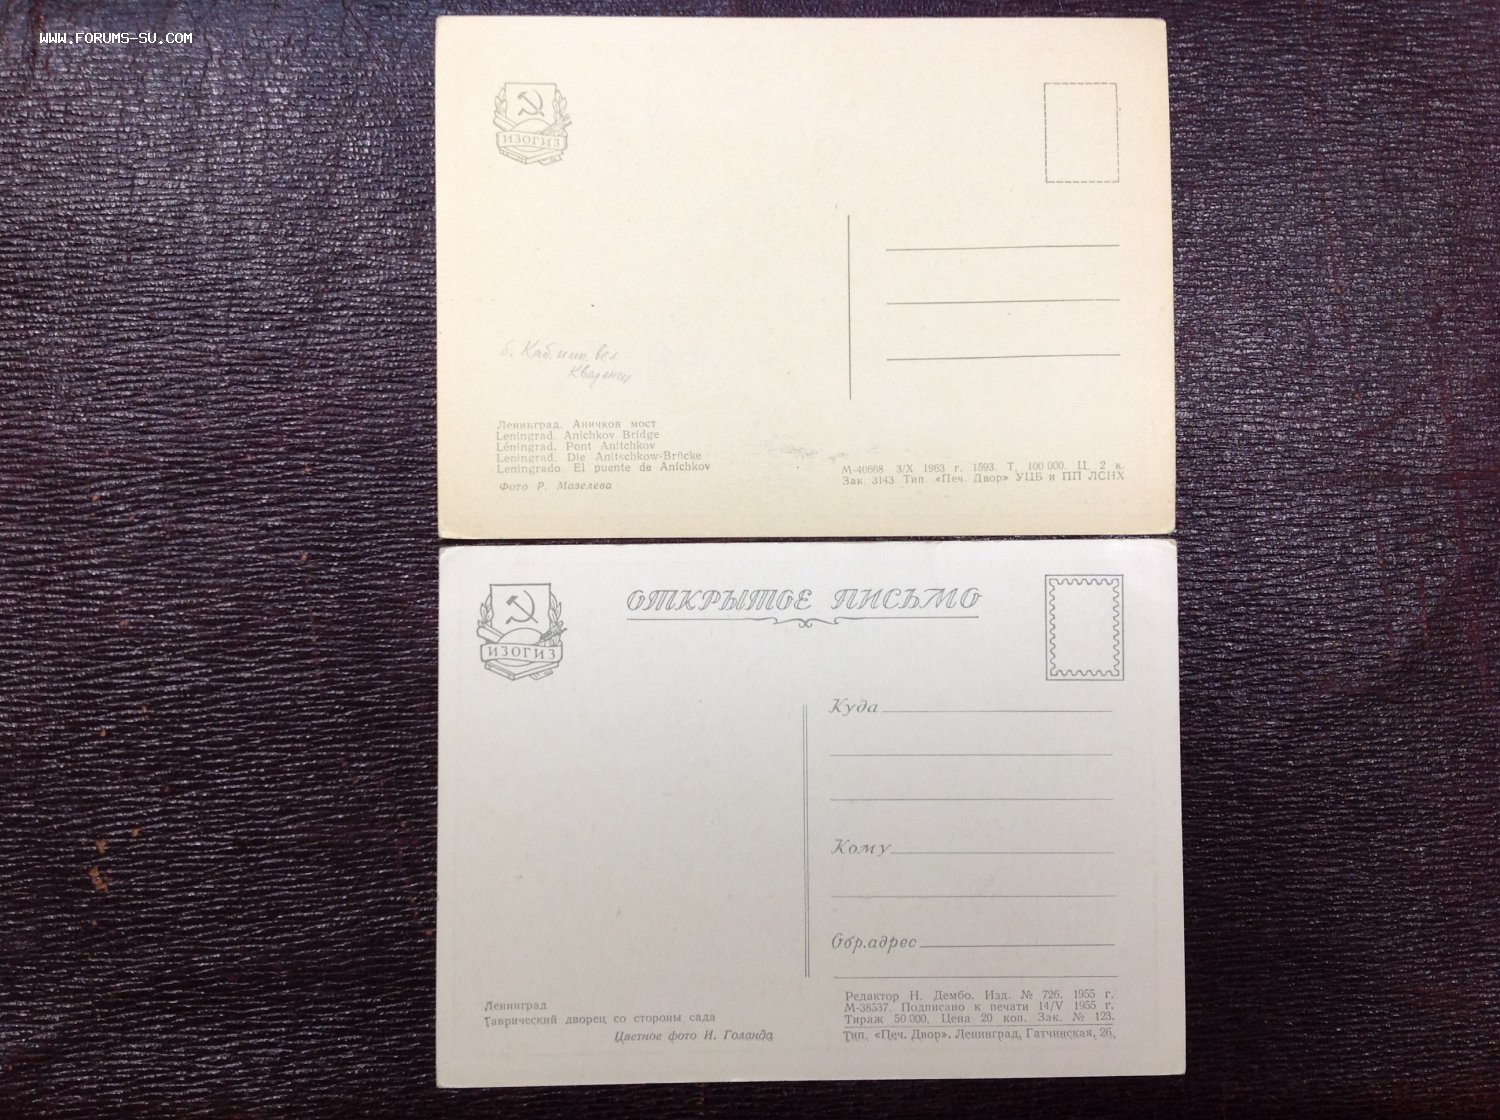 WWW.FORUMS-SU.COM
ИЗОГИЗ
б. Каб.
Ленинград. Аничков мост
Leningrad. Anichkov Bridge
Léningrad. Pont Anitchkov
Leningrad. Die Anitschkow-Brücke
Leningrado. El puente de Anichkov
Фото Р. Мазелева
М-40668 3/X 1963 г. 1593. Т. 100 000. Ц. 2 к.
Зак. 3143 Тип. «Печ. Двор» УЦБ и ПП ЛСНХ
ИЗОГИЗ
ОТКРЫТОЕ ПИСЬМО
Куда
Кому
Обр.адрес
Ленинград
Таврический дворец со стороны сада
Цветное фото И. Голанда
Редактор Н. Дембо. Изд. № 726. 1955 г.
М-38537. Подписано к печати 14/V 1955 г.
Тираж 50 000. Цена 20 коп. Зак. № 123.
Тип. «Печ. Двор». Ленинград, Гатчинская, 26.